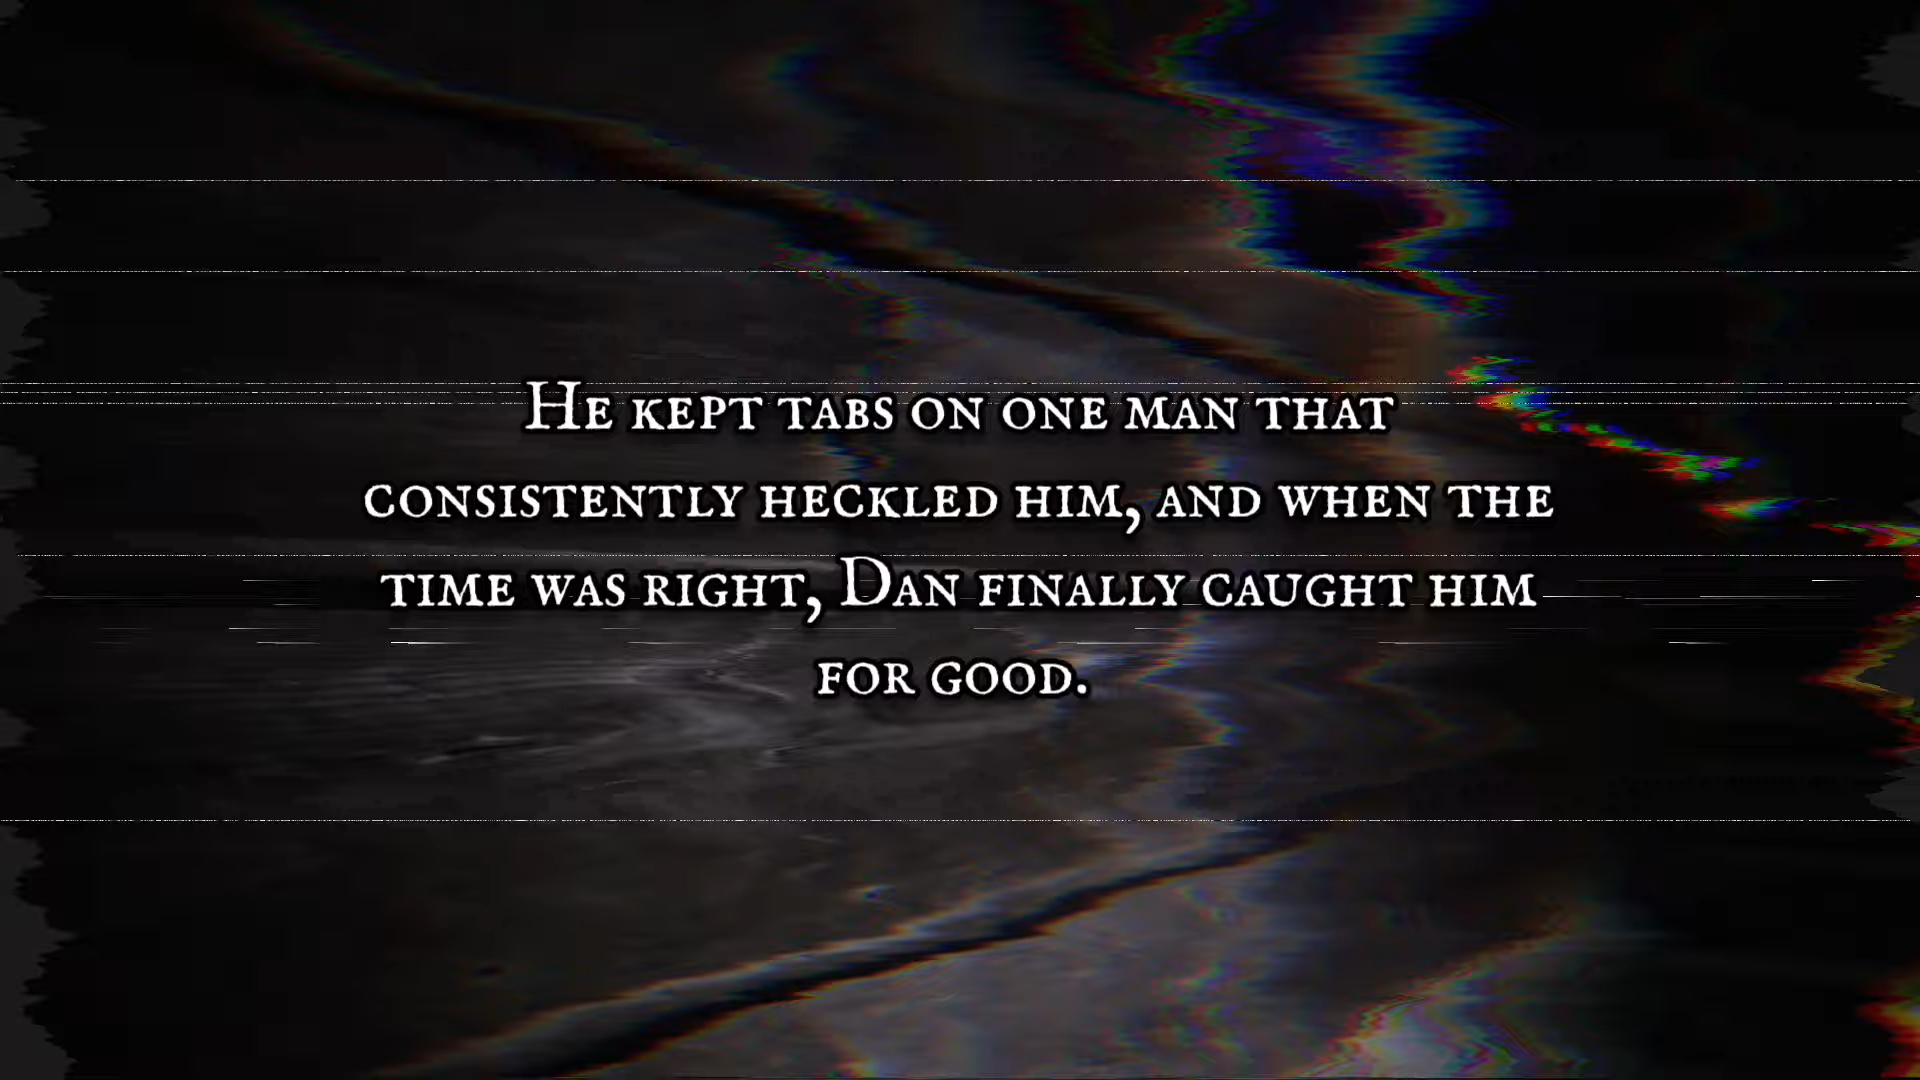 He kept tabs on one man that
consistently heckled him, and when the
time was right, Dan finally caught him
for good.